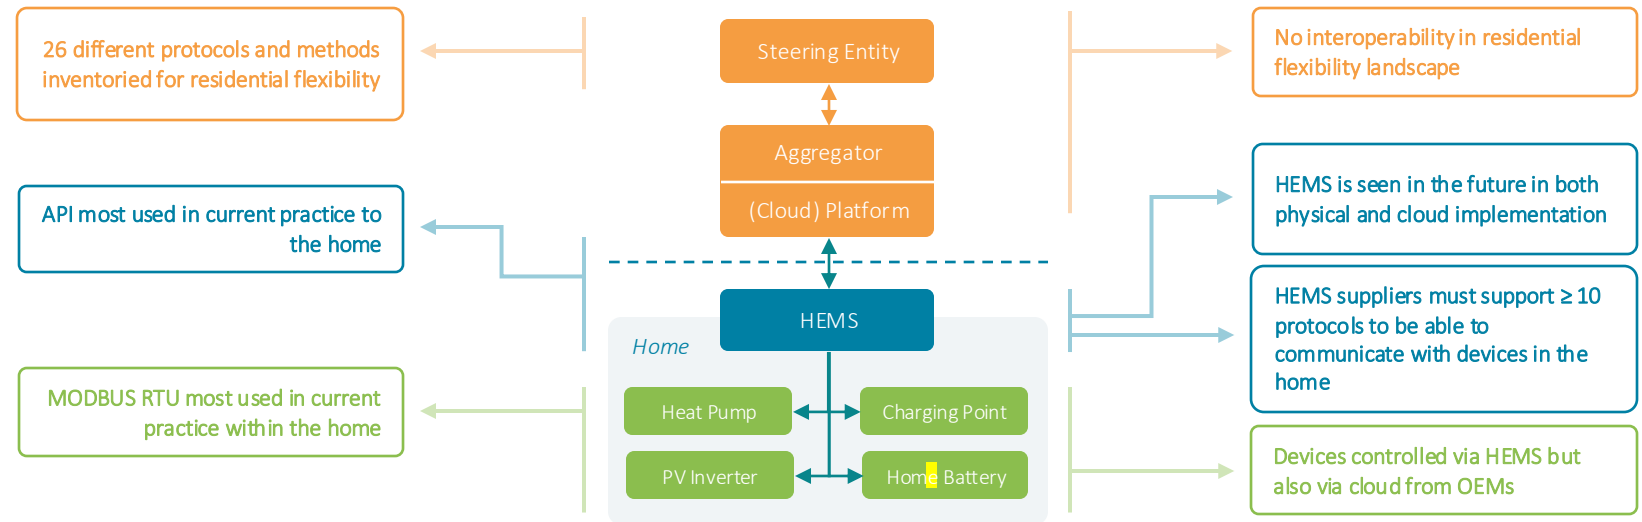 26 different protocols and methods
inventoried for residential flexibility
API most used in current practice to
the home
MODBUS RTU most used in current
practice within the home
Steering Entity
Aggregator
(Cloud) Platform
HEMS
Home
Heat Pump
Charging Point
PV Inverter
Home Battery
No interoperability in residential
flexibility landscape
HEMS is seen in the future in both
physical and cloud implementation
HEMS suppliers must support ≥ 10
protocols to be able to
communicate with devices in the
home
Devices controlled via HEMS but
also via cloud from OEMs